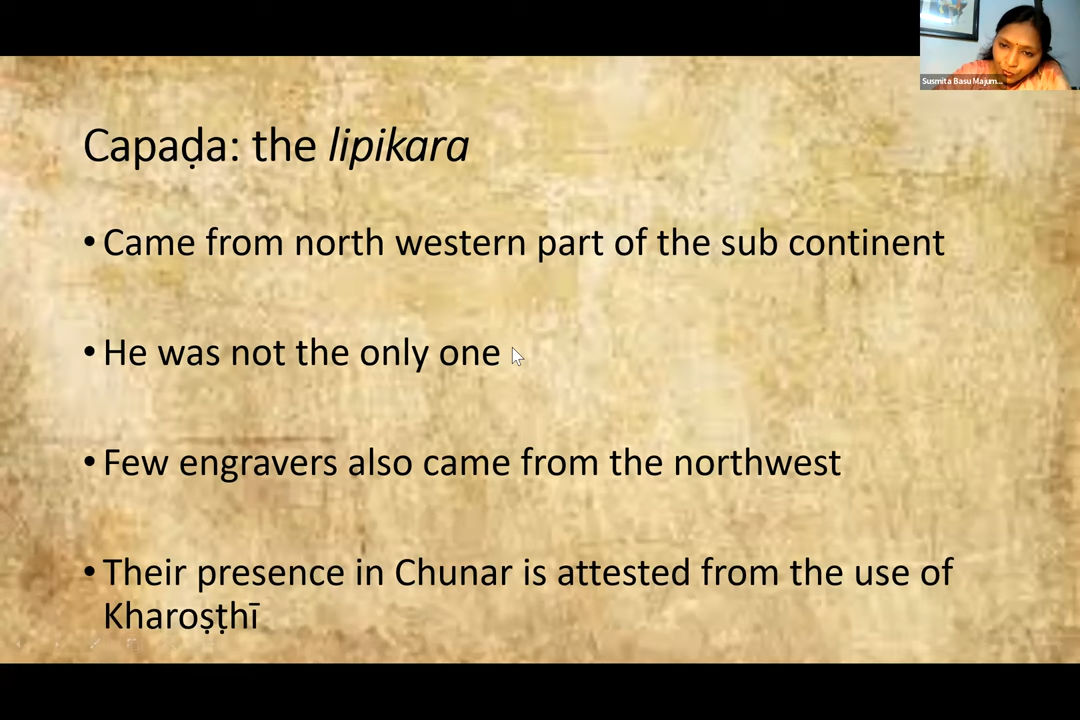 Susmita Basu Majum...
Capaḍa: the lipikara
• Came from north western part of the sub continent
• He was not the only one
• Few engravers also came from the northwest
• Their presence in Chunar is attested from the use of
Kharoṣṭhī